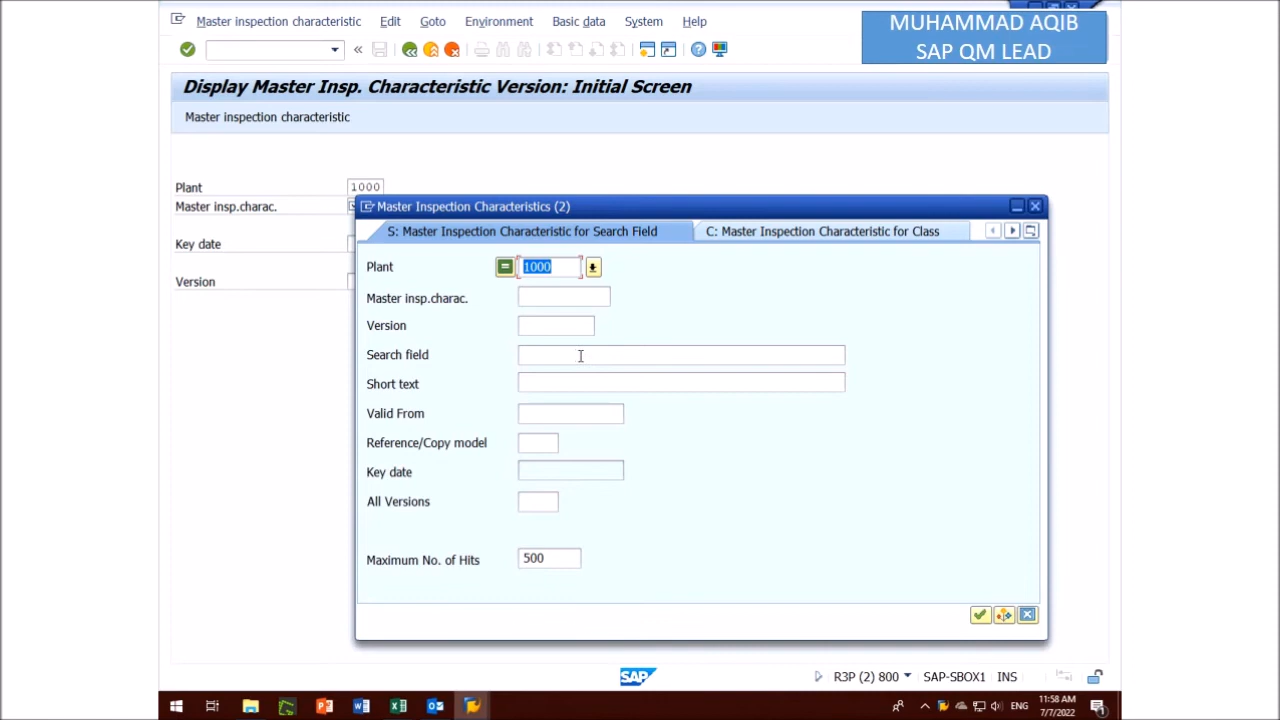 Master inspection characteristic Edit Goto Environment Basic data System Help
MUHAMMAD AQIB
SAP QM LEAD
Display Master Insp. Characteristic Version: Initial Screen
Master inspection characteristic
Plant 1000
Master insp.charac.
Key date
Version
Master Inspection Characteristics (2)
S: Master Inspection Characteristic for Search Field C: Master Inspection Characteristic for Class
Plant = 1000
Master insp.charac.
Version
Search field
Short text
Valid From
Reference/Copy model
Key date
All Versions
Maximum No. of Hits 500
SAP R3P (2) 800 SAP-SBOX1 INS
ENG 11:58 AM
7/7/2022